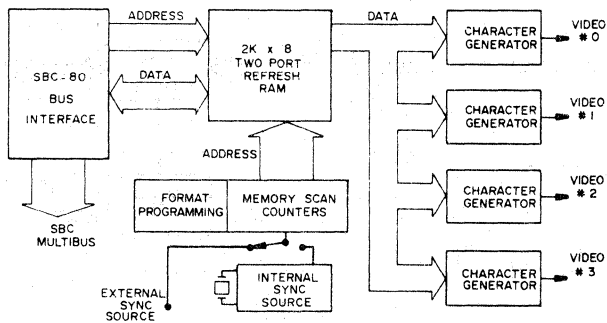 SBC-80
BUS
INTERFACE
ADDRESS
DATA
2K x 8
TWO PORT
REFRESH
RAM
DATA
CHARACTER
GENERATOR
VIDEO
# 0
CHARACTER
GENERATOR
VIDEO
# 1
CHARACTER
GENERATOR
VIDEO
# 2
CHARACTER
GENERATOR
VIDEO
# 3
ADDRESS
FORMAT
PROGRAMMING
MEMORY SCAN
COUNTERS
SBC
MULTIBUS
INTERNAL
SYNC
SOURCE
EXTERNAL
SYNC
SOURCE